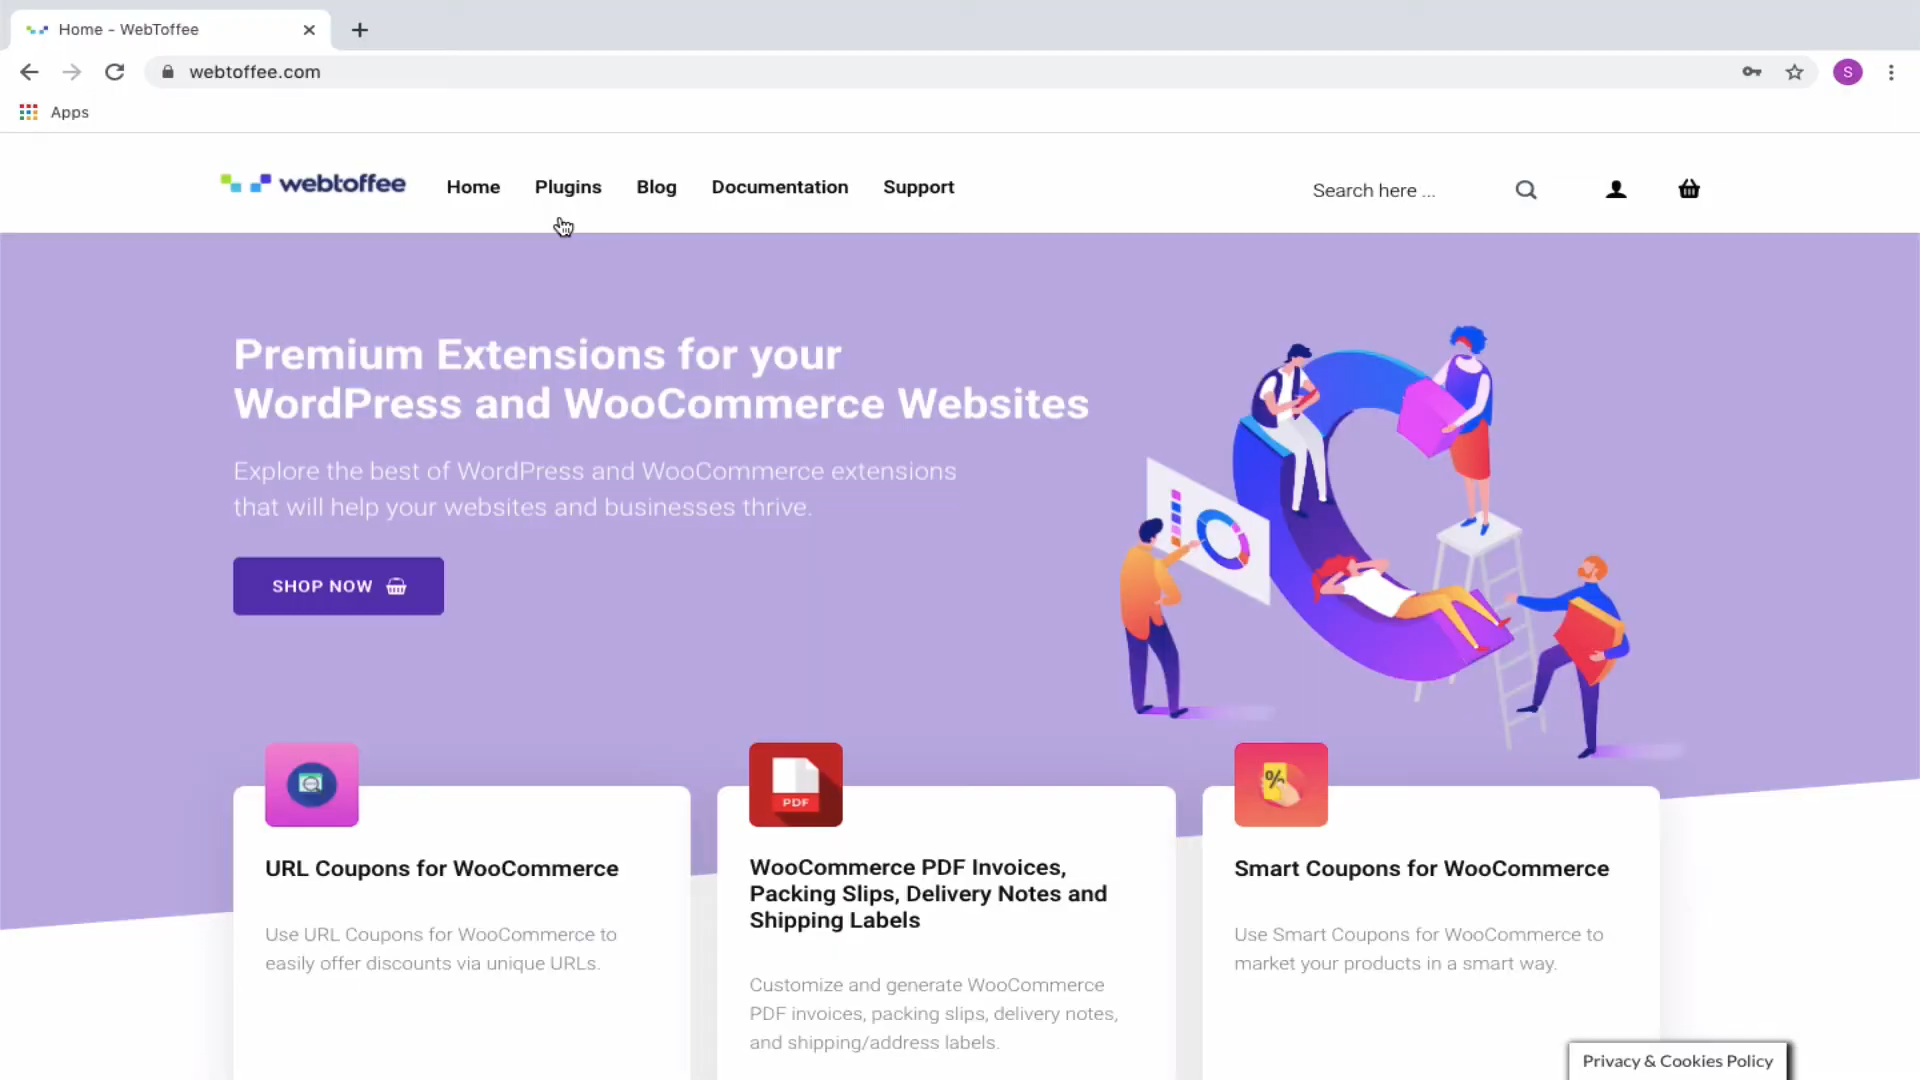 Home - WebToffee
webtoffee.com
S
Apps
webtoffee
Home
Plugins
Blog
Documentation
Support
Search here ...
Premium Extensions for your
WordPress and WooCommerce Websites
Explore the best of WordPress and WooCommerce extensions
that will help your websites and businesses thrive.
SHOP NOW
URL Coupons for WooCommerce
Use URL Coupons for WooCommerce to
easily offer discounts via unique URLs.
PDF
WooCommerce PDF Invoices,
Packing Slips, Delivery Notes and
Shipping Labels
Customize and generate WooCommerce
PDF invoices, packing slips, delivery notes,
and shipping/address labels.
%
Smart Coupons for WooCommerce
Use Smart Coupons for WooCommerce to
market your products in a smart way.
Privacy & Cookies Policy